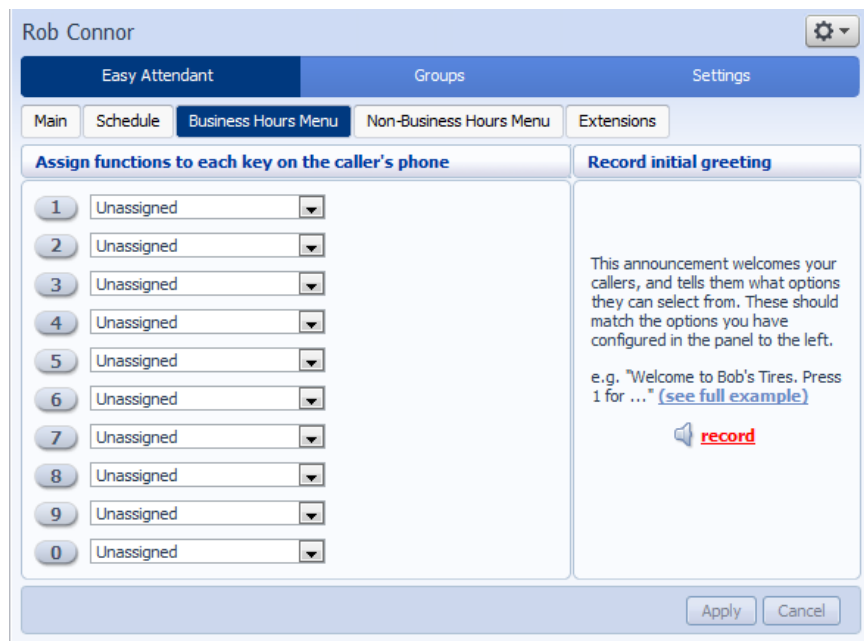 Rob Connor
Easy Attendant Groups Settings
Main Schedule Business Hours Menu Non-Business Hours Menu Extensions
Assign functions to each key on the caller's phone
1 Unassigned
2 Unassigned
3 Unassigned
4 Unassigned
5 Unassigned
6 Unassigned
7 Unassigned
8 Unassigned
9 Unassigned
0 Unassigned
Record initial greeting
This announcement welcomes your
callers, and tells them what options
they can select from. These should
match the options you have
configured in the panel to the left.
e.g. "Welcome to Bob's Tires. Press
1 for ..." (see full example)
record
Apply Cancel